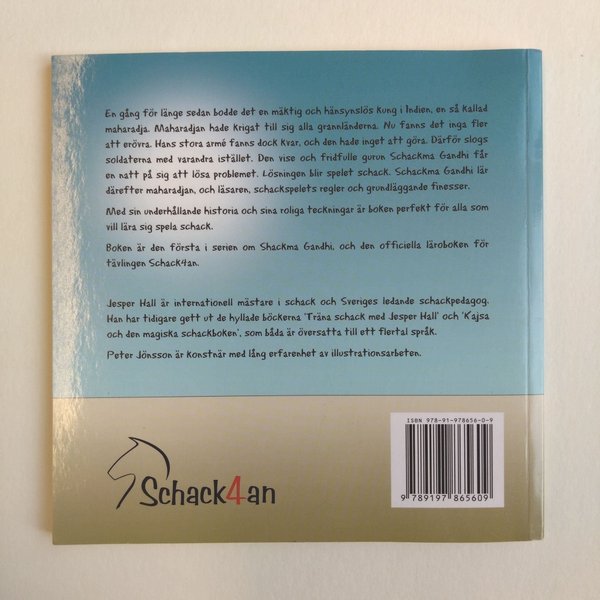 En gång för länge sedan bodde det en mäktig och hänsynslös kung i Indien, en så kallad
maharadja. Maharadjan hade krigat till sig alla grannländerna. Nu fanns det inga fler
att erövra. Hans stora armé fanns dock kvar, och den hade inget att göra. Därför slogs
soldaterna med varandra istället. Den vise och fridfulle gurun Schackma Gandhi får
en natt på sig att lösa problemet. Lösningen blir spelet schack. Schackma Gandhi lär
därefter maharadjan, och läsaren, schackspelets regler och grundläggande finesser.
Med sin underhållande historia och sina roliga teckningar är boken perfekt för alla som
vill lära sig spela schack.
Boken är den första i serien om Shackma Gandhi, och den officiella läroboken för
tävlingen Schack4an.
Jesper Hall är internationell mästare i schack och Sveriges ledande schackpedagog.
Han har tidigare gett ut de hyllade böckerna 'Träna schack med Jesper Hall' och 'Kajsa
och den magiska schackboken', som båda är översatta till ett flertal språk.
Peter Jönsson är konstnär med lång erfarenhet av illustrationsarbeten.
ISBN 978-91-978656-0-9
9 789197 865609
Schack4an